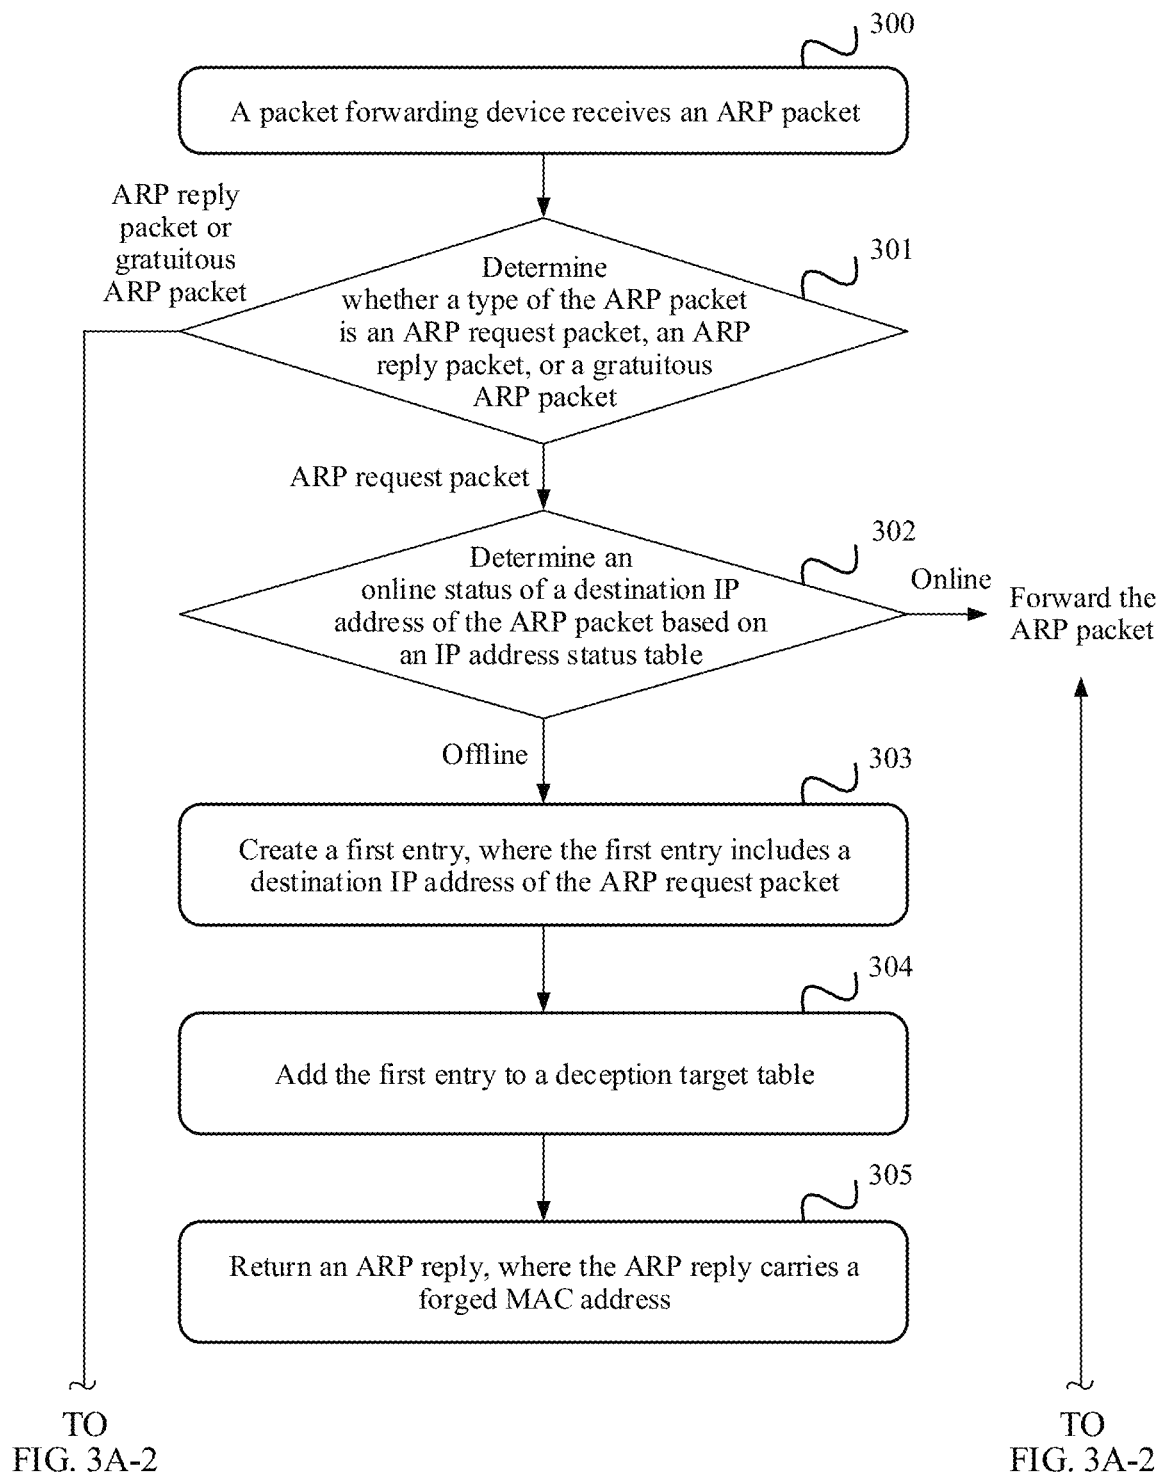 300
A packet forwarding device receives an ARP packet
ARP reply
packet or
gratuitous
ARP packet
301
Determine
whether a type of the ARP packet
is an ARP request packet, an ARP
reply packet, or a gratuitous
ARP packet
ARP request packet
302
Determine an
online status of a destination IP
address of the ARP packet based on
an IP address status table
Online
Forward the
ARP packet
Offline
303
Create a first entry, where the first entry includes a
destination IP address of the ARP request packet
304
Add the first entry to a deception target table
305
Return an ARP reply, where the ARP reply carries a
forged MAC address
TO
FIG. 3A-2
TO
FIG. 3A-2